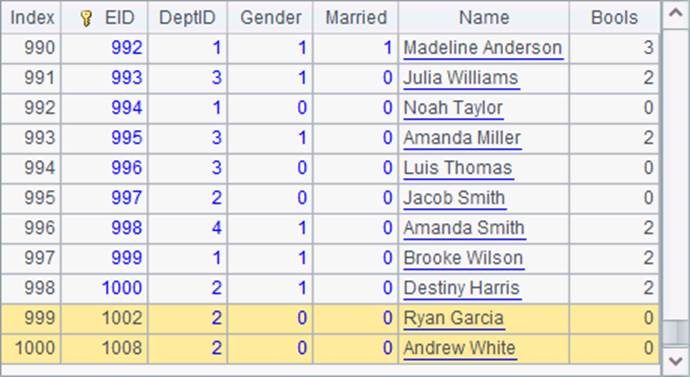 Index EID DeptID Gender Married Name Bools
990 992 1 1 1 Madeline Anderson 3
991 993 3 1 0 Julia Williams 2
992 994 1 0 0 Noah Taylor 0
993 995 3 1 0 Amanda Miller 2
994 996 3 0 0 Luis Thomas 0
995 997 2 0 0 Jacob Smith 0
996 998 4 1 0 Amanda Smith 2
997 999 1 1 0 Brooke Wilson 2
998 1000 2 1 0 Destiny Harris 2
999 1002 2 0 0 Ryan Garcia 0
1000 1008 2 0 0 Andrew White 0